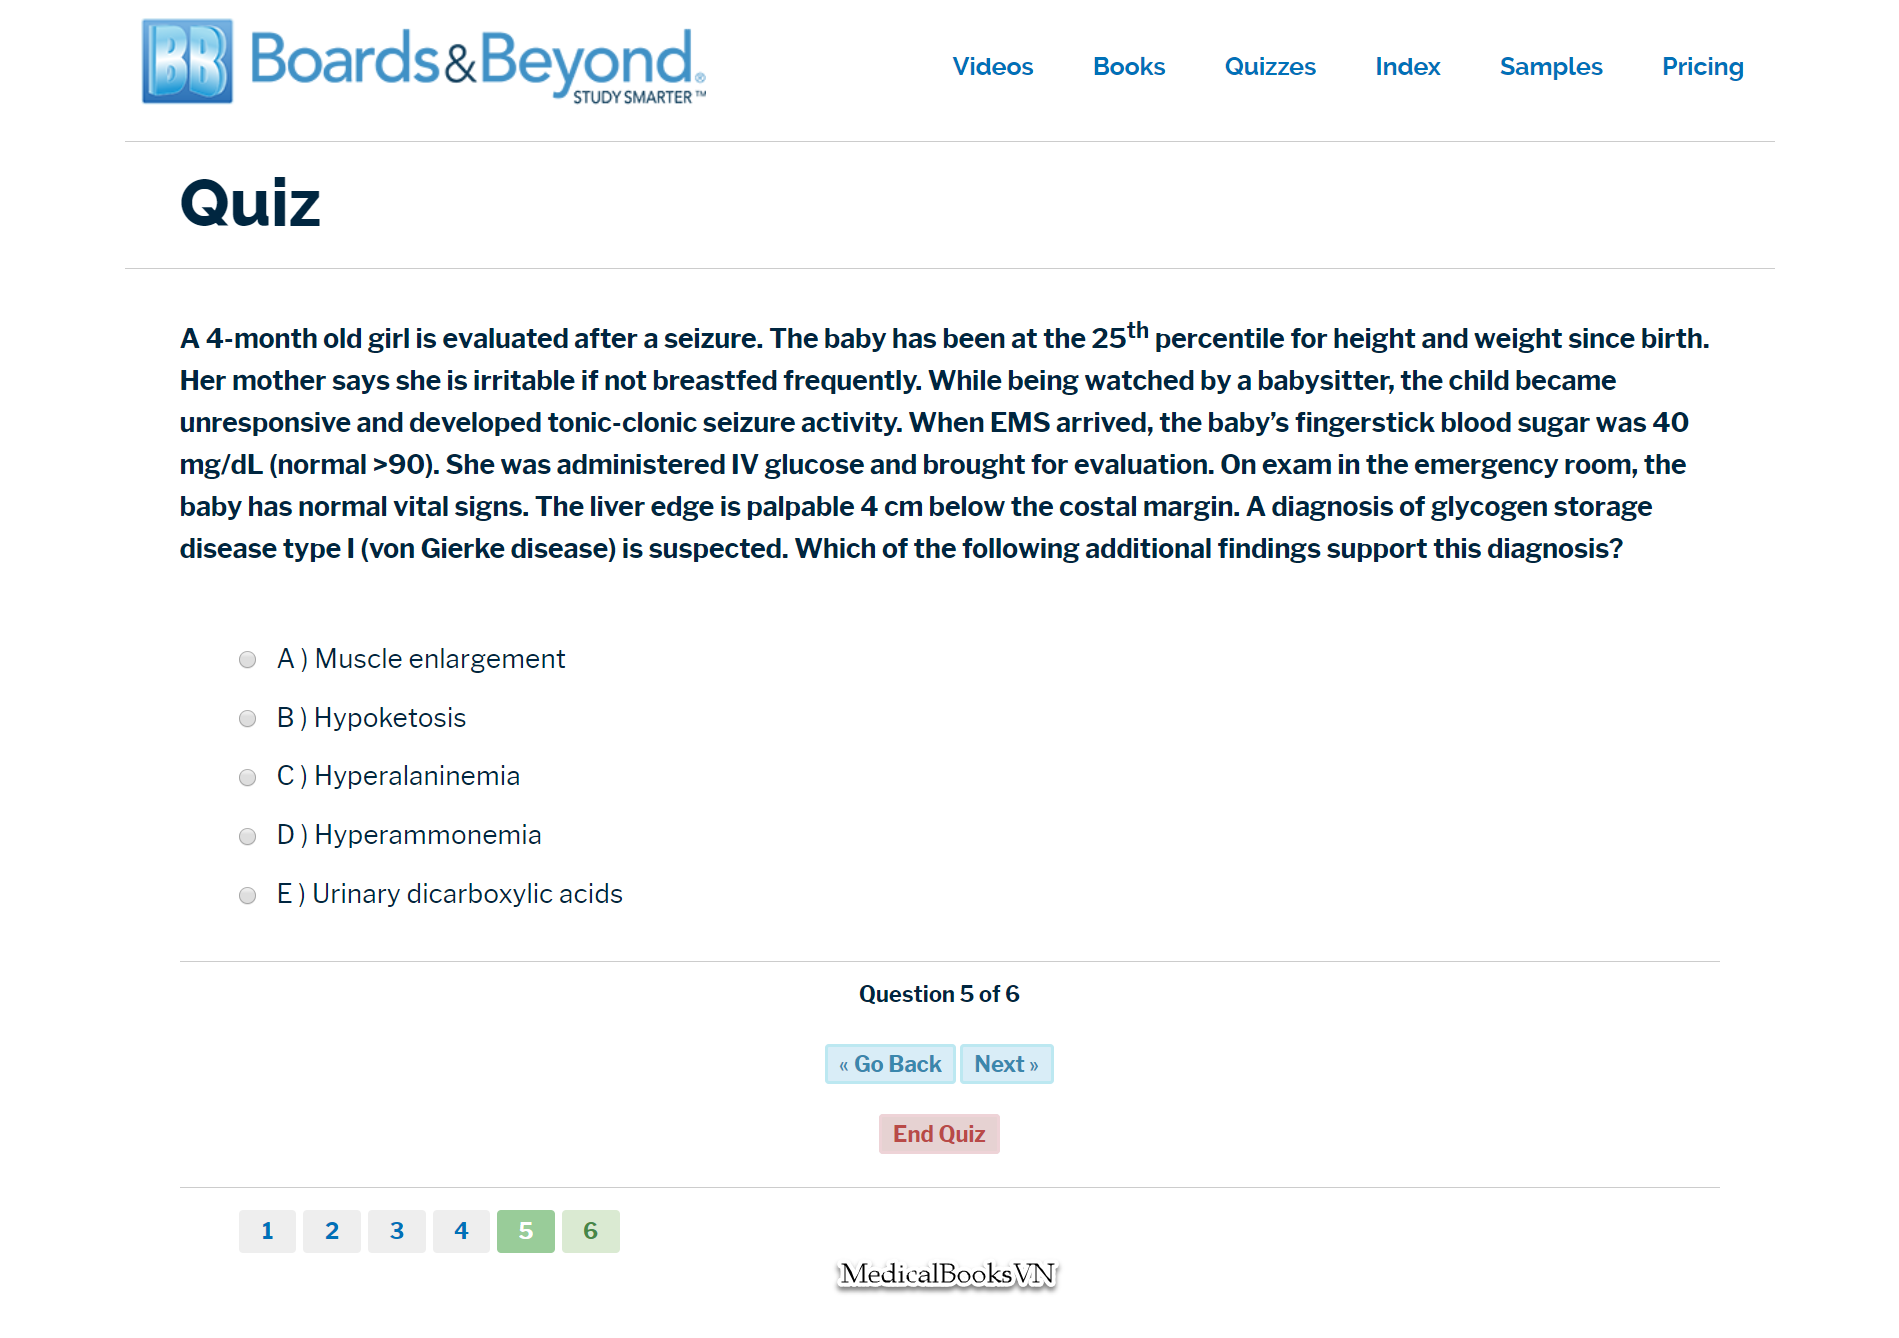 BB Boards&Beyond.®
STUDY SMARTER™
Videos Books Quizzes Index Samples Pricing
Quiz
A 4-month old girl is evaluated after a seizure. The baby has been at the 25th percentile for height and weight since birth.
Her mother says she is irritable if not breastfed frequently. While being watched by a babysitter, the child became
unresponsive and developed tonic-clonic seizure activity. When EMS arrived, the baby’s fingerstick blood sugar was 40
mg/dL (normal >90). She was administered IV glucose and brought for evaluation. On exam in the emergency room, the
baby has normal vital signs. The liver edge is palpable 4 cm below the costal margin. A diagnosis of glycogen storage
disease type I (von Gierke disease) is suspected. Which of the following additional findings support this diagnosis?
A ) Muscle enlargement
B ) Hypoketosis
C ) Hyperalaninemia
D ) Hyperammonemia
E ) Urinary dicarboxylic acids
Question 5 of 6
« Go Back Next »
End Quiz
1 2 3 4 5 6
MedicalBooksVN